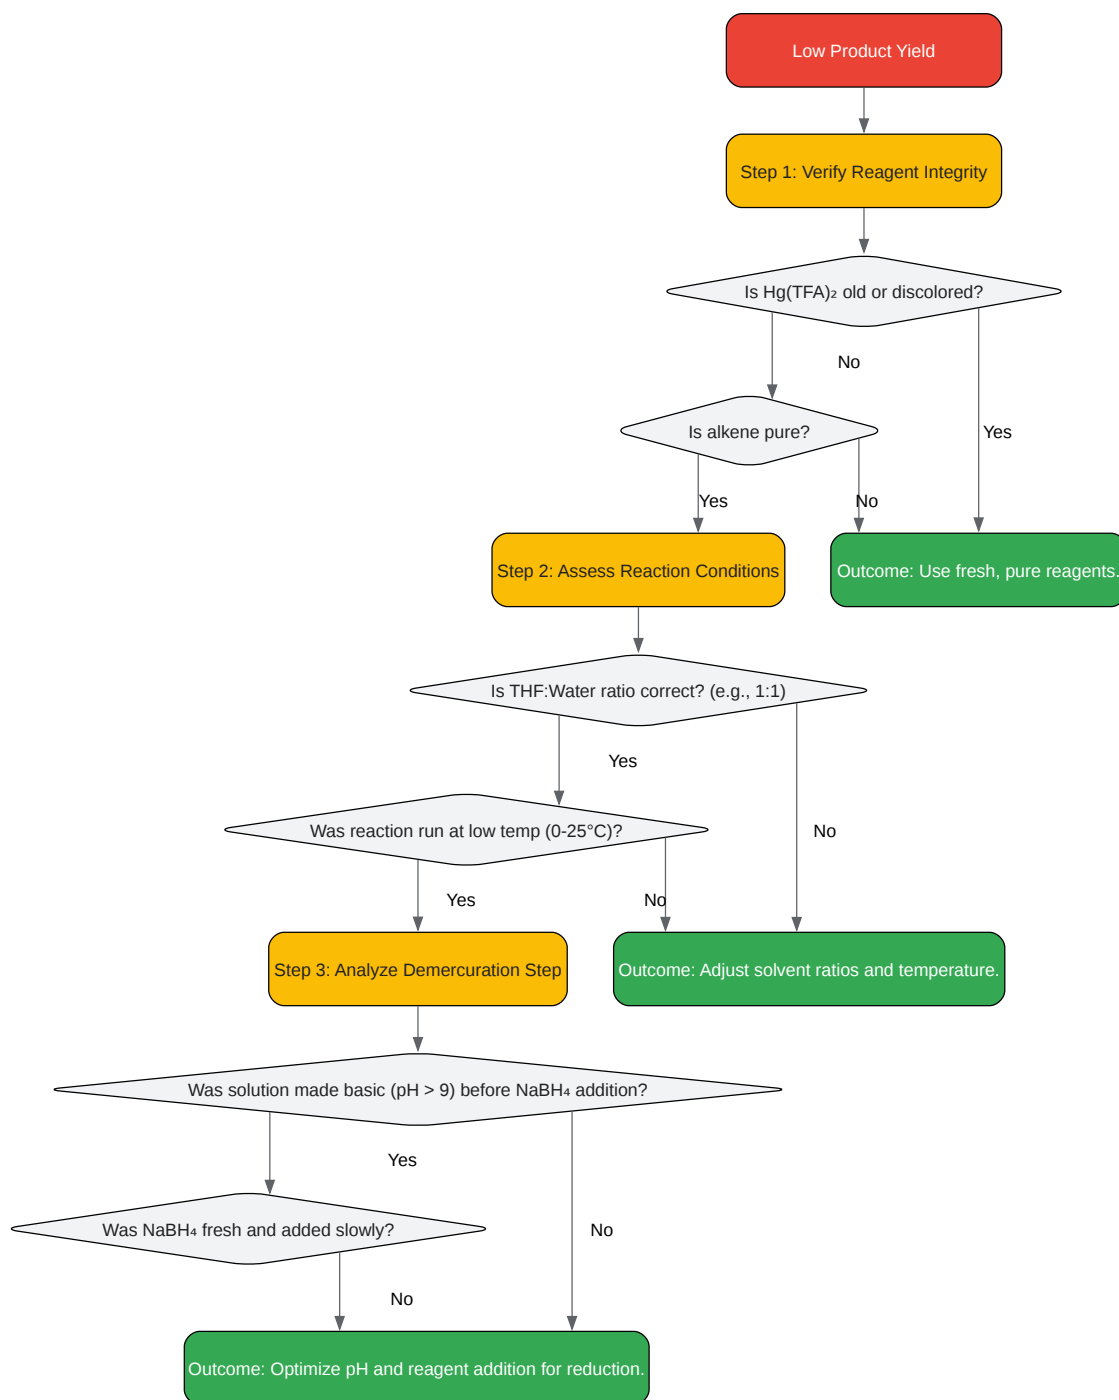 Low Product Yield
Step 1: Verify Reagent Integrity
Is Hg(TFA)₂ old or discolored?
No
Is alkene pure?
Yes
Yes
No
Step 2: Assess Reaction Conditions
Outcome: Use fresh, pure reagents.
Is THF:Water ratio correct? (e.g., 1:1)
Yes
Was reaction run at low temp (0-25°C)?
No
Yes
No
Step 3: Analyze Demercuration Step
Outcome: Adjust solvent ratios and temperature.
Was solution made basic (pH > 9) before NaBH₄ addition?
Yes
Was NaBH₄ fresh and added slowly?
No
No
Outcome: Optimize pH and reagent addition for reduction.